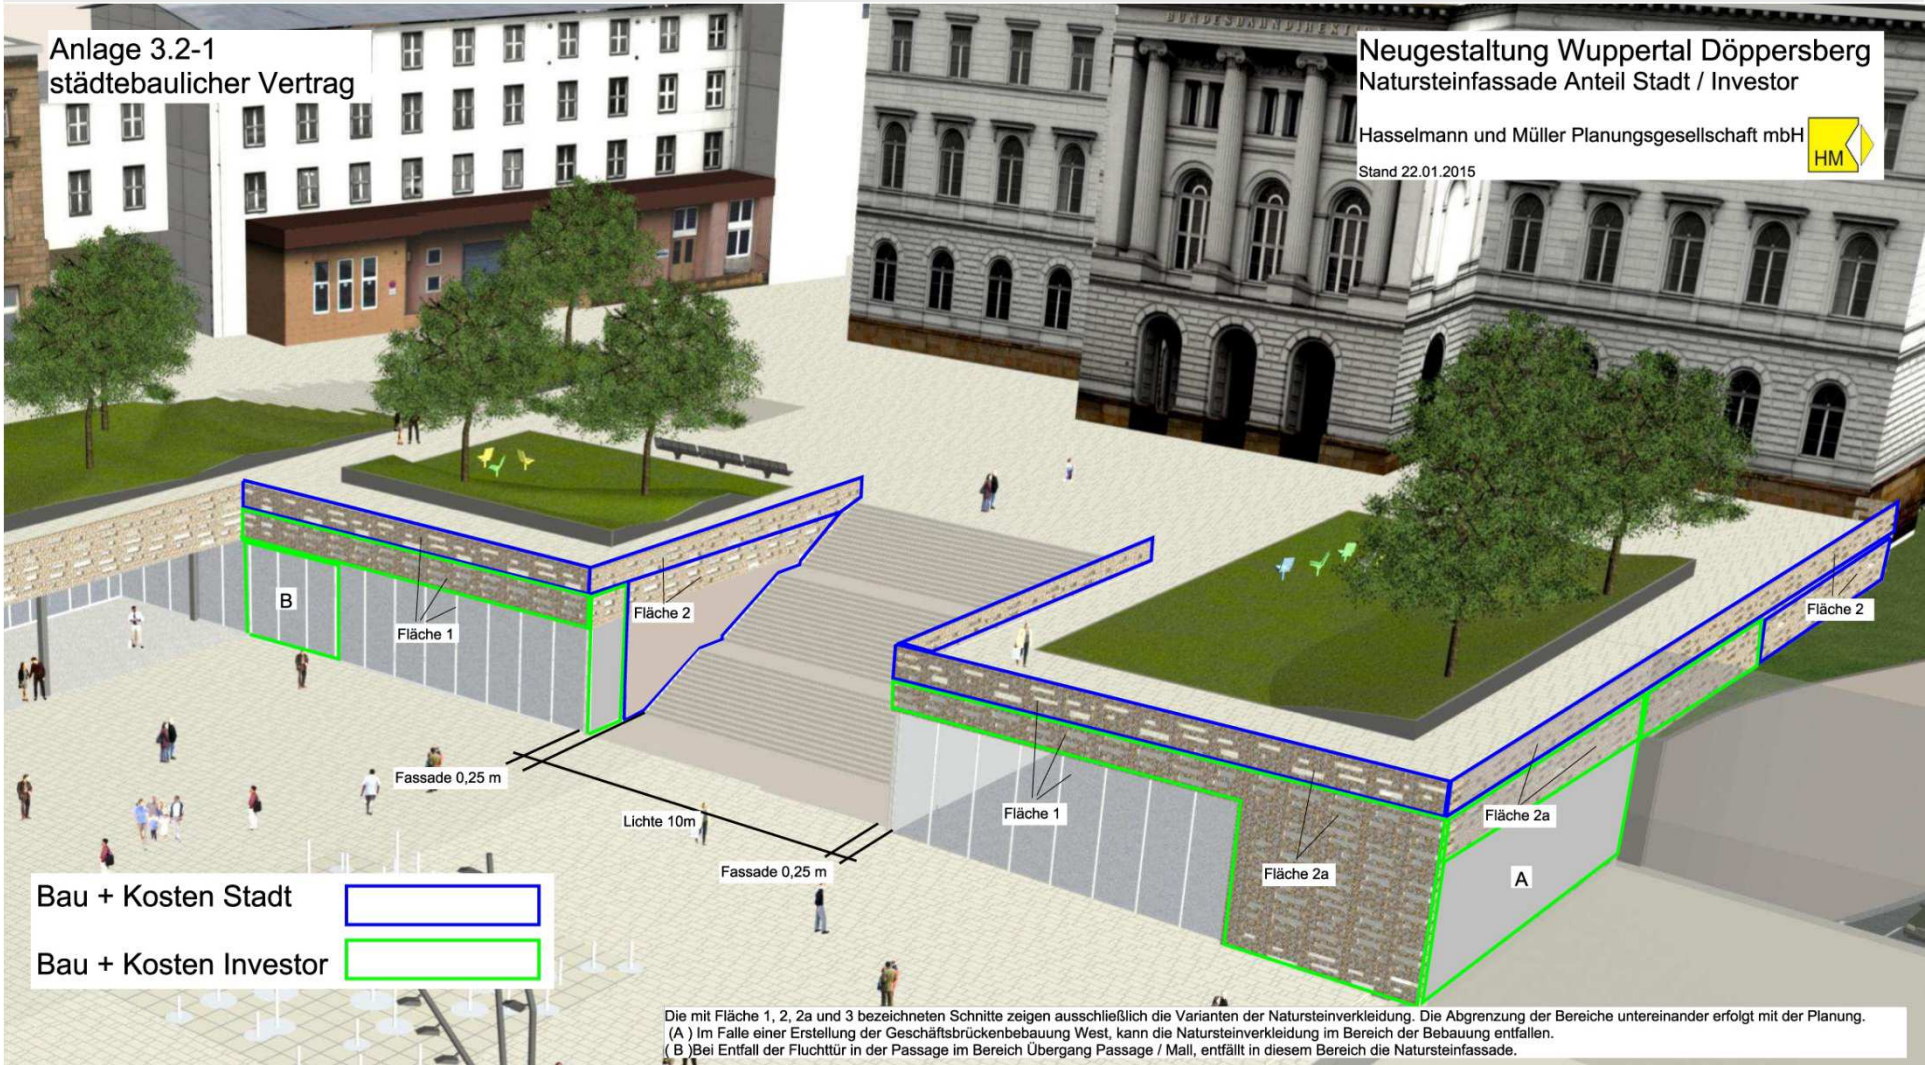 Anlage 3.2-1
städtebaulicher Vertrag
BUNDESBAHNDIREKTI
Neugestaltung Wuppertal Döppersberg
Natursteinfassade Anteil Stadt / Investor
Hasselmann und Müller Planungsgesellschaft mbH
HM
Stand 22.01.2015
B
Fläche 1
Fläche 2
Fläche 2
Fassade 0,25 m
Lichte 10m
Fassade 0,25 m
Fläche 1
Fläche 2a
Fläche 2a
A
Bau + Kosten Stadt
Bau + Kosten Investor
Die mit Fläche 1, 2, 2a und 3 bezeichneten Schnitte zeigen ausschließlich die Varianten der Natursteinverkleidung. Die Abgrenzung der Bereiche untereinander erfolgt mit der Planung.
(A ) Im Falle einer Erstellung der Geschäftsbrückenbebauung West, kann die Natursteinverkleidung im Bereich der Bebauung entfallen.
( B )Bei Entfall der Fluchttür in der Passage im Bereich Übergang Passage / Mall, entfällt in diesem Bereich die Natursteinfassade.